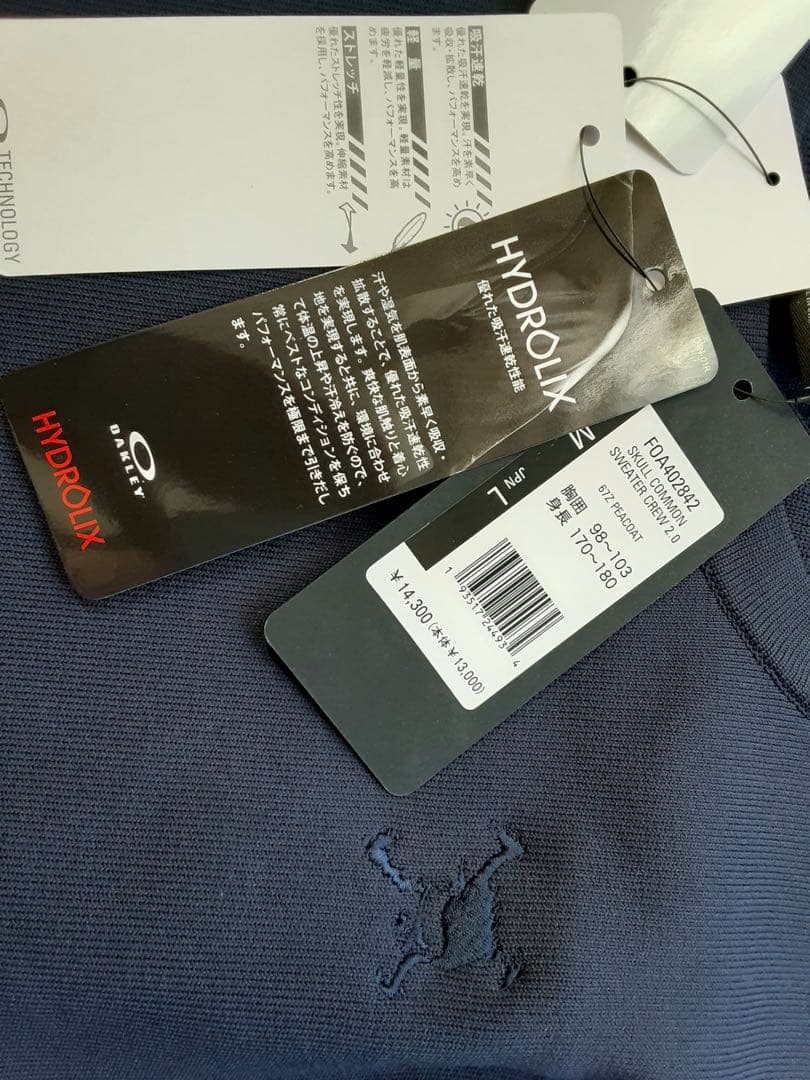 吸汗速乾
優れた吸汗速乾を実現。汗を素早く
吸収・拡散し、パフォーマンスを高め
ます。
軽量
優れた軽量性を実現。軽量素材は
疲労を軽減し、パフォーマンスを高
めます。
ストレッチ
優れたストレッチ性を実現。伸縮素材
を採用し、パフォーマンスを高めます。
TECHNOLOGY
HYDROLIX
優れた吸汗速乾性能
汗や湿気を肌表面から素早く吸収・
拡散することで、優れた吸汗速乾性
を実現します。爽快な肌触りと着心
地を実現すると共に、環境に合わせ
て体温の上昇や汗冷えを防ぐので、
常にベストなコンディションを保ち
パフォーマンスを極限まで引きだし
ます。
OAKLEY
HYDROLIX
M
JPN L
FOA402842
SKULL COMMON
SWEATER CREW 2.0
67Z PEACOAT
胸囲 98~103
身長 170~180
1 93517 24493 4
¥14,300(本体¥13,000)